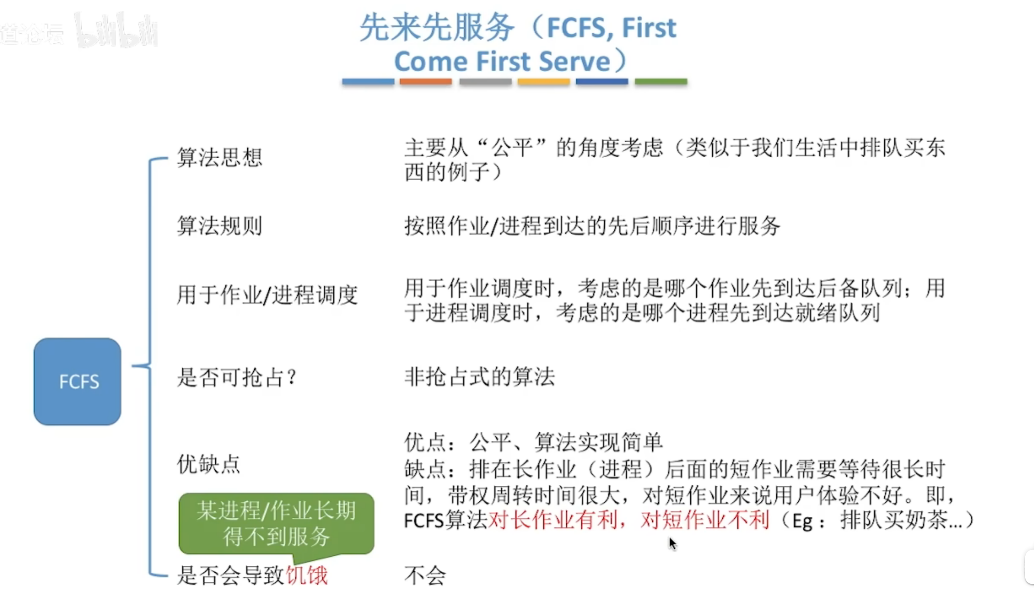 bilibili
先来先服务（FCFS, First
Come First Serve）
算法思想
主要从“公平”的角度考虑（类似于我们生活中排队买东
西的例子）
算法规则
按照作业/进程到达的先后顺序进行服务
用于作业/进程调度
用于作业调度时，考虑的是哪个作业先到达后备队列；用
于进程调度时，考虑的是哪个进程先到达就绪队列
FCFS
是否可抢占？
非抢占式的算法
优缺点
优点：公平、算法实现简单
缺点：排在长作业（进程）后面的短作业需要等待很长时
间，带权周转时间很大，对短作业来说用户体验不好。即，
FCFS算法对长作业有利，对短作业不利（Eg：排队买奶茶…）
某进程/作业长期
得不到服务
是否会导致饥饿
不会